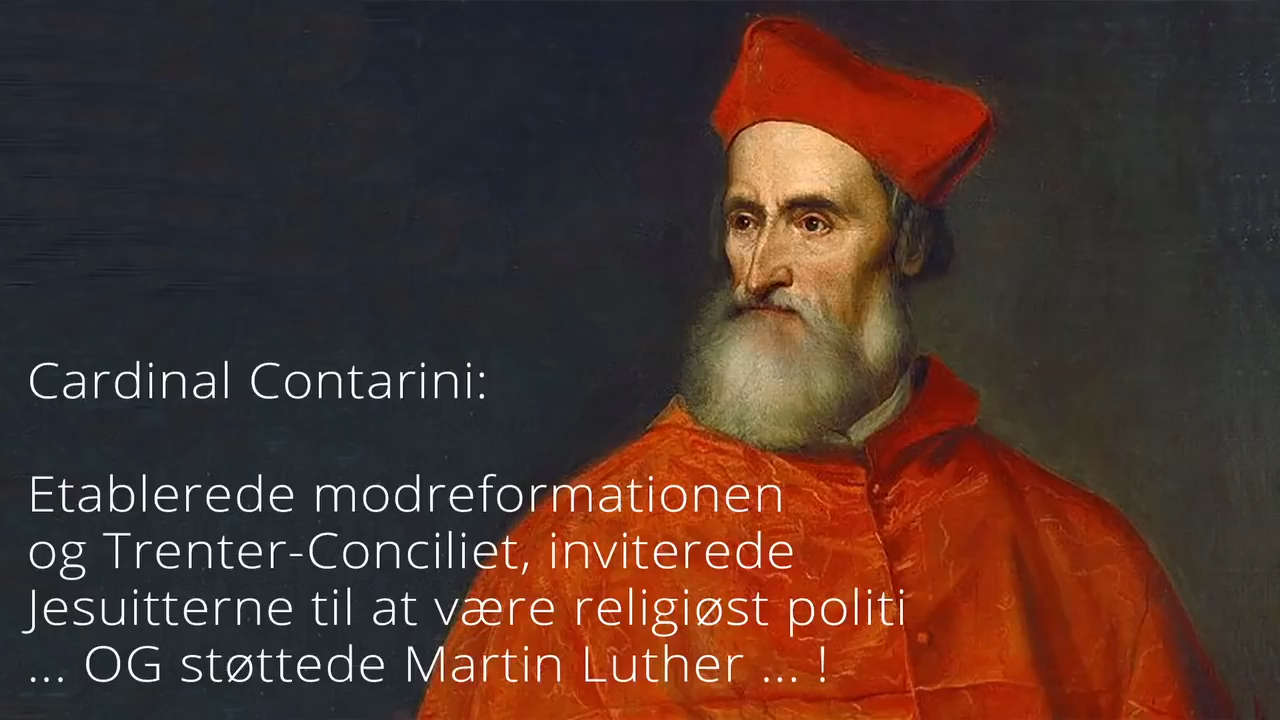 Cardinal Contarini:
Etablerede modreformationen
og Trenter-Conciliet, inviterede
Jesuitterne til at være religiøst politi
... OG støttede Martin Luther ... !